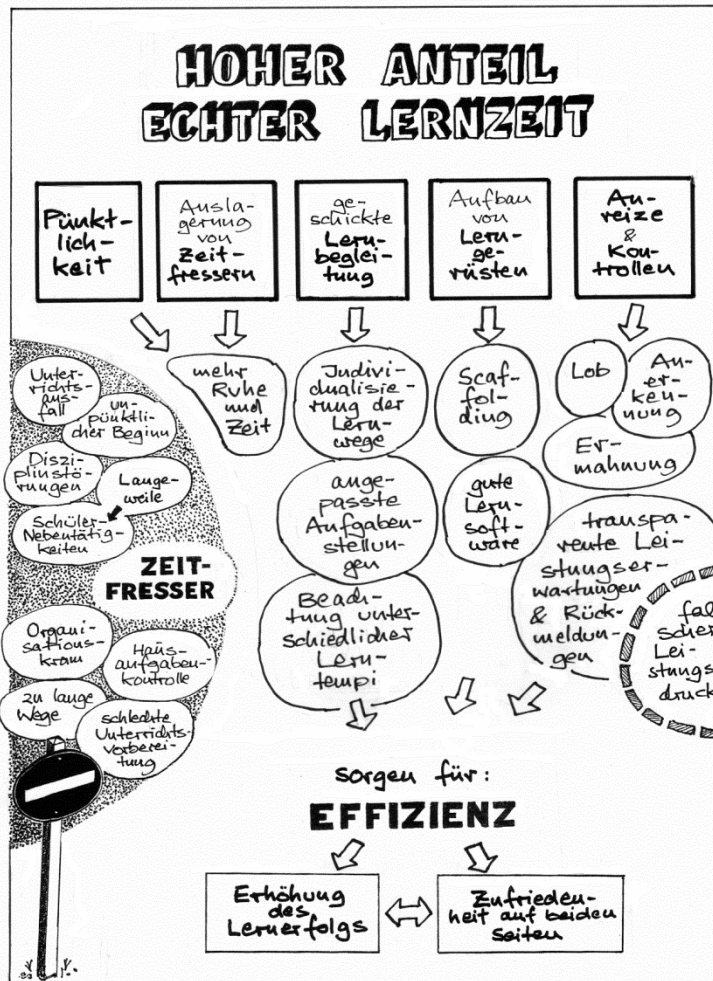 HOHER ANTEIL
ECHTER LERNZEIT
Pünkt-
lich-
keit
Ausla-
gerung
von
Zeit-
fressern
ge-
schickte
Lern-
beglei-
tung
Aufbau
von
Lern-
ge-
rüsten
An-
reize
&
Kon-
trollen
Unter-
richts-
aus-
fall
un-
pünktli-
cher Beginn
Diszi-
plinstö-
rungen
Lange-
weile
Schüler-
Nebentätig-
keiten
ZEIT-
FRESSER
Organi-
sations-
kram
Haus-
aufgaben-
kontrolle
zu lange
Wege
schlechte
Unterrichts-
vorberei-
tung
mehr
Ruhe
und
Zeit
Indivi-
dualisie-
rung der
Lern-
wege
ange-
passte
Aufgaben-
stellun-
gen
Beach-
tung unter-
schiedlicher
Lern-
tempi
Scaf-
fol-
ding
gute
Lern-
soft-
ware
Lob
An-
er-
ken-
nung
Er-
mahnung
transpa-
rente Lei-
stungser-
wartungen
& Rück-
meldun-
gen
fal
scher
Lei-
stungs
druck
sorgen für:
EFFIZIENZ
Erhöhung
des
Lernerfolgs
Zufrieden-
heit auf beiden
Seiten